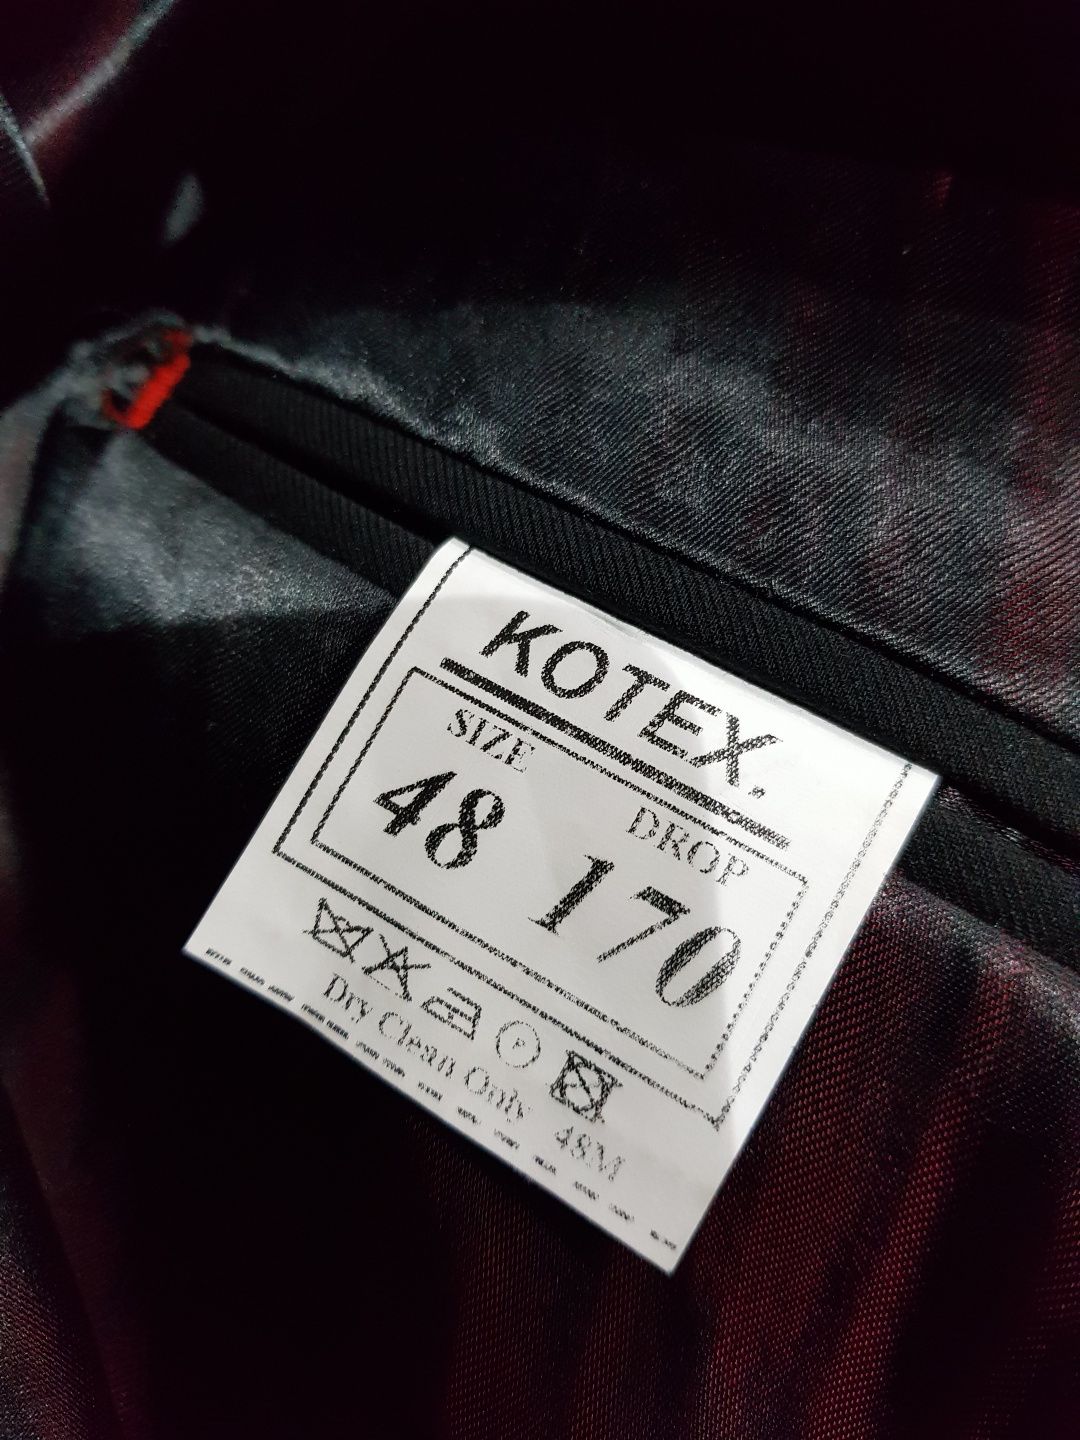 KOTEX.
SIZE DROP
48 170
P
Dry Clean Only 48M